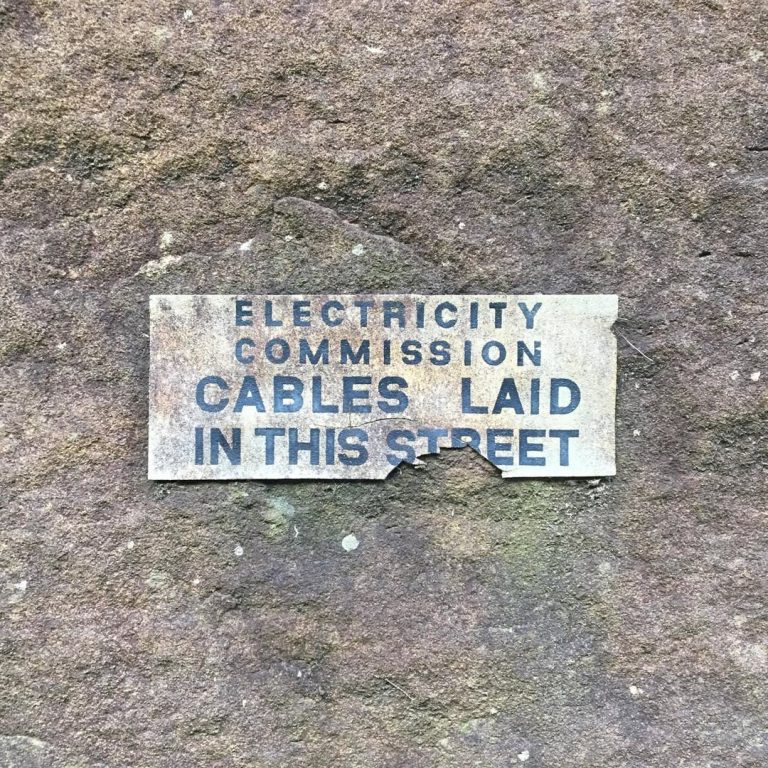 ELECTRICITY
COMMISSION
CABLES LAID
IN THIS STREET